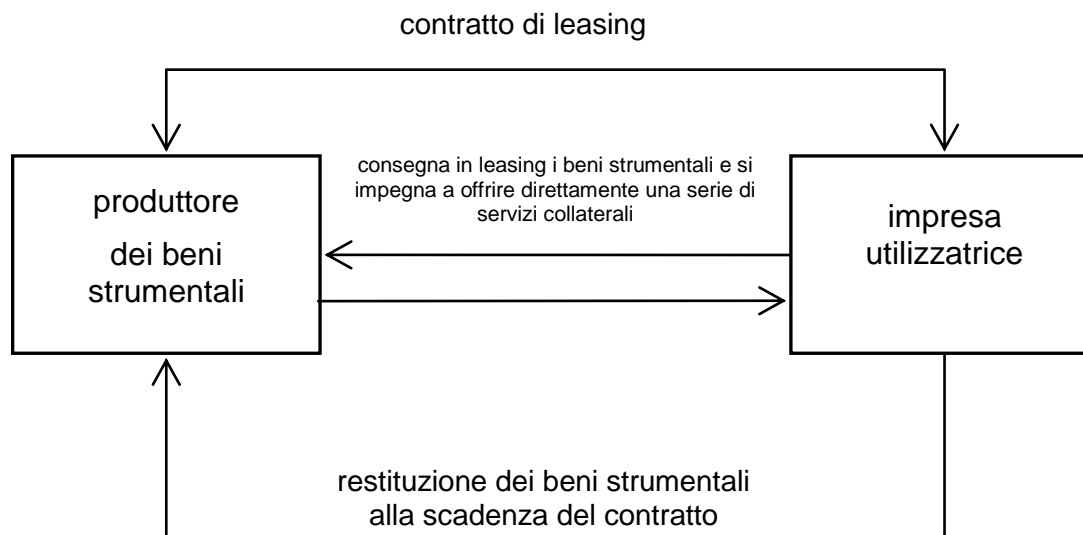 contratto di leasing
consegna in leasing i beni strumentali e si
impegna a offrire direttamente una serie di
servizi collaterali
produttore
dei beni
strumentali
impresa
utilizzatrice
restituzione dei beni strumentali
alla scadenza del contratto